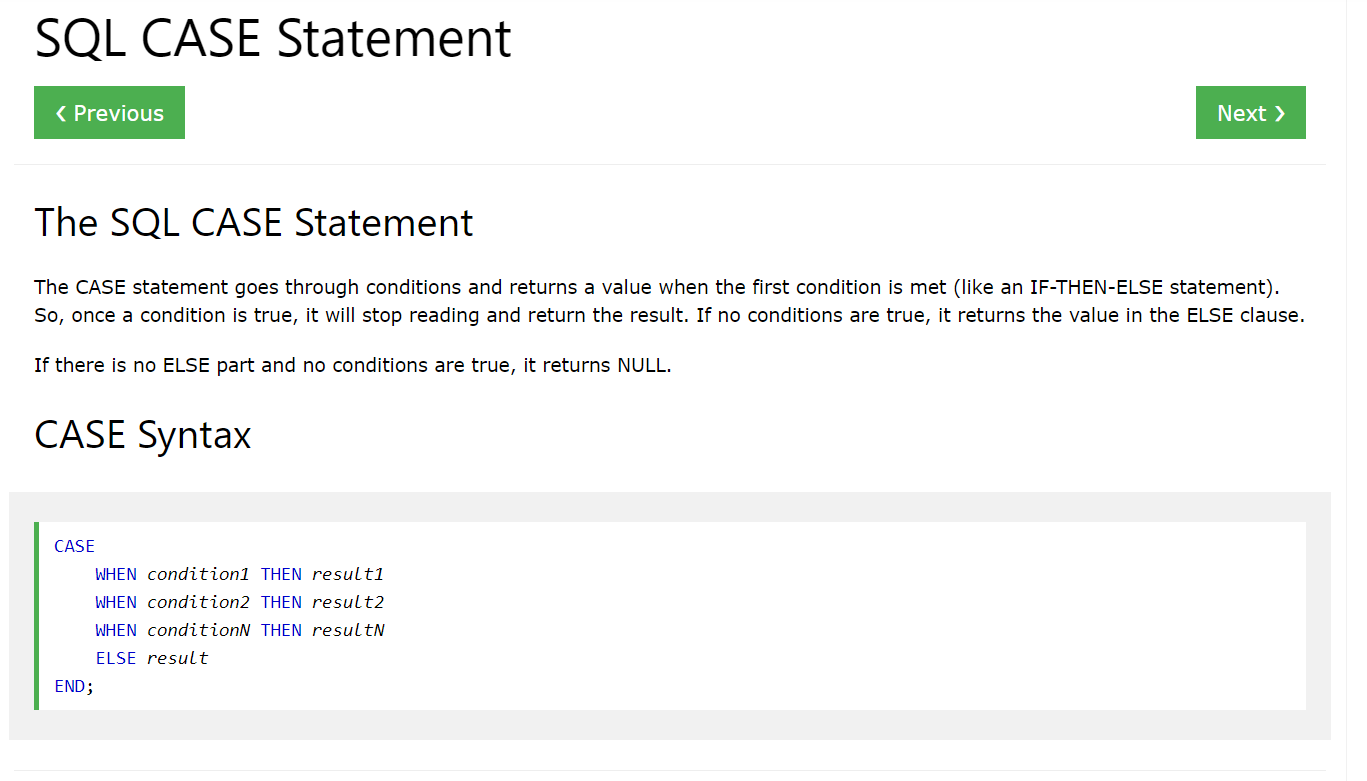 SQL CASE Statement
❮ Previous
Next ❯
The SQL CASE Statement
The CASE statement goes through conditions and returns a value when the first condition is met (like an IF-THEN-ELSE statement).
So, once a condition is true, it will stop reading and return the result. If no conditions are true, it returns the value in the ELSE clause.
If there is no ELSE part and no conditions are true, it returns NULL.
CASE Syntax
CASE
    WHEN condition1 THEN result1
    WHEN condition2 THEN result2
    WHEN conditionN THEN resultN
    ELSE result
END;